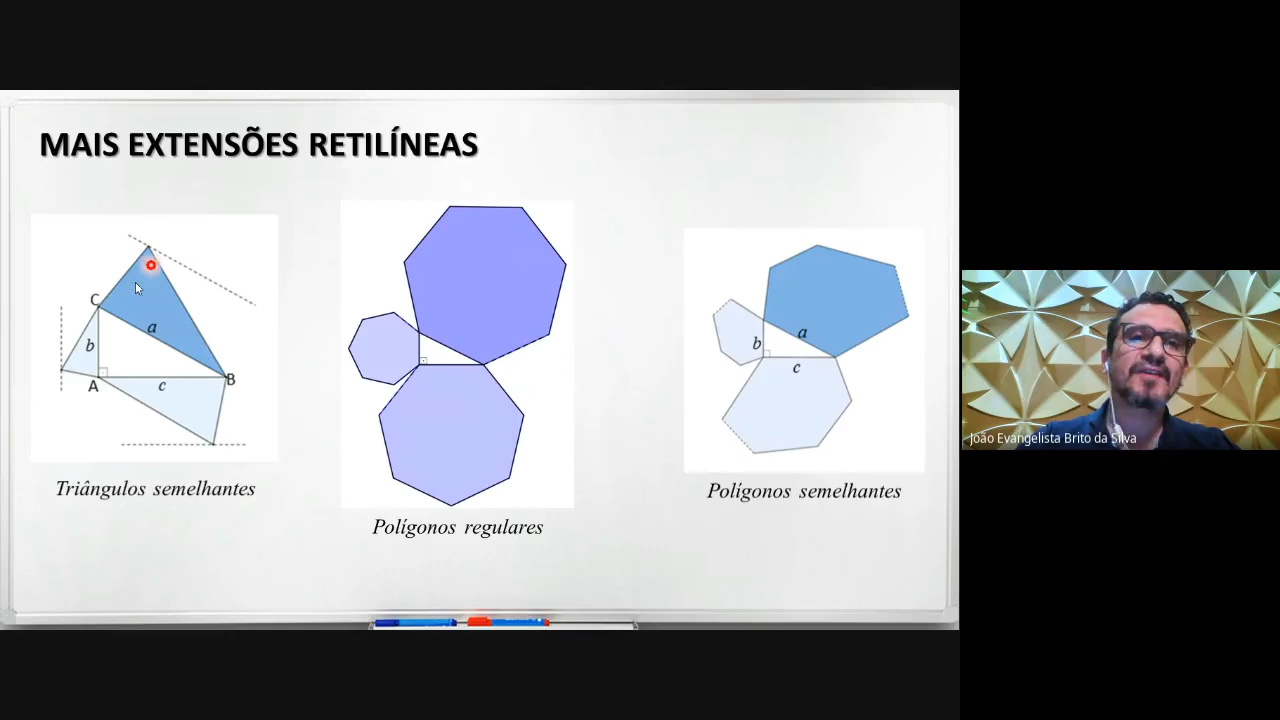 MAIS EXTENSÕES RETILÍNEAS
C
a
b
A
c
B
Triângulos semelhantes
Polígonos regulares
a
b
c
Polígonos semelhantes
João Evangelista Brito da Silva